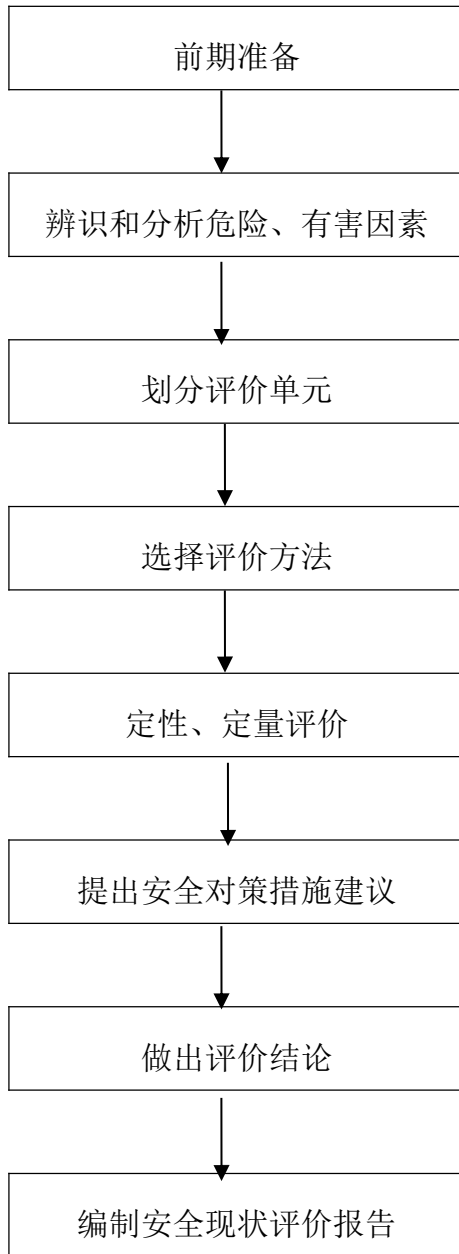 前期准备
辨识和分析危险、有害因素
划分评价单元
选择评价方法
定性、定量评价
提出安全对策措施建议
做出评价结论
编制安全现状评价报告